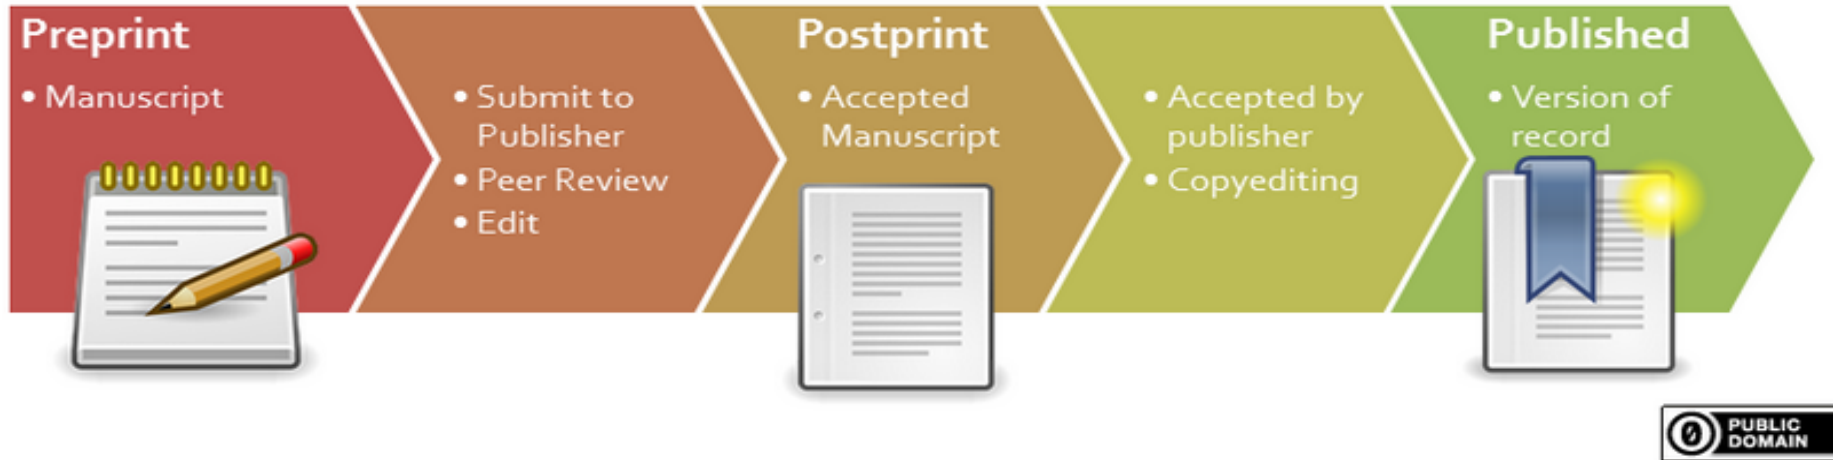 Preprint
• Manuscript
• Submit to
Publisher
• Peer Review
• Edit
Postprint
• Accepted
Manuscript
• Accepted by
publisher
• Copyediting
Published
• Version of
record
PUBLIC
DOMAIN